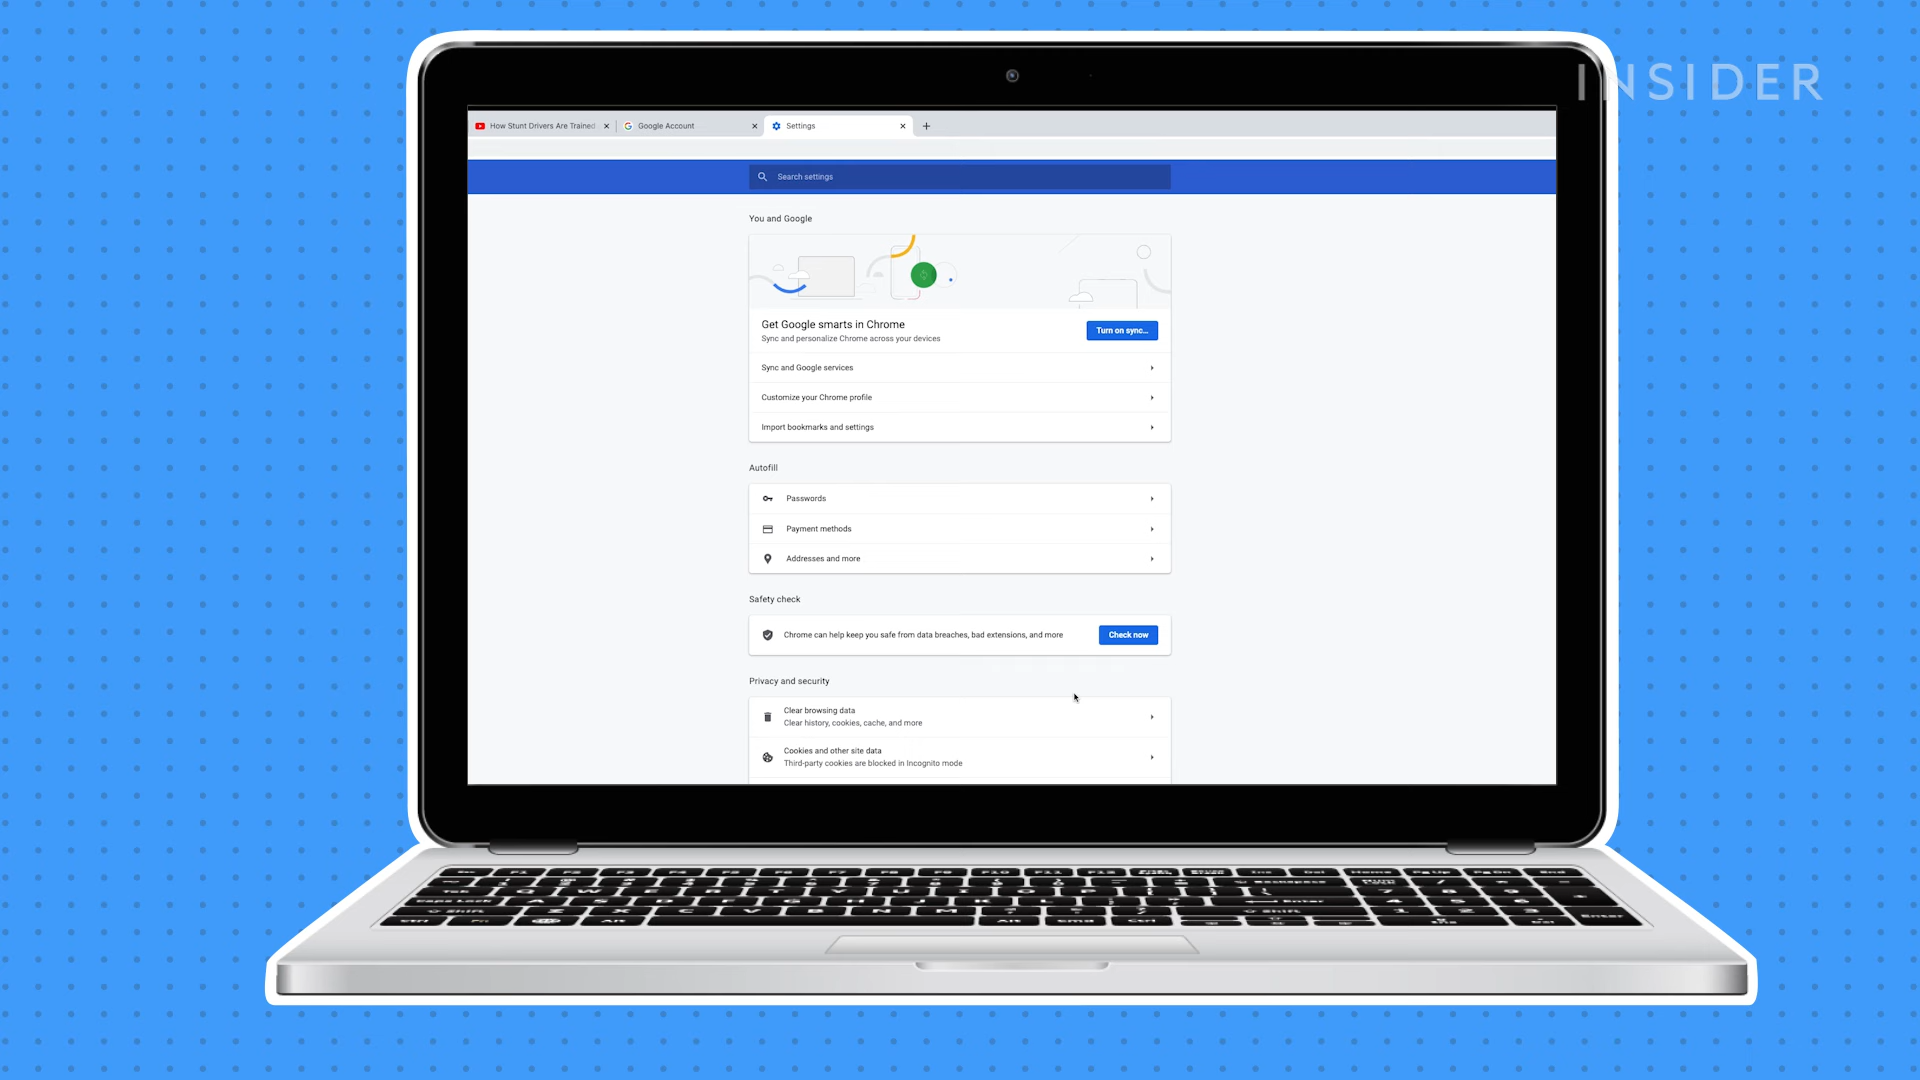 INSIDER
How Stunt Drivers Are Trained
Google Account
Settings
Search settings
You and Google
Get Google smarts in Chrome
Sync and personalize Chrome across your devices
Turn on sync...
Sync and Google services
Customize your Chrome profile
Import bookmarks and settings
Autofill
Passwords
Payment methods
Addresses and more
Safety check
Chrome can help keep you safe from data breaches, bad extensions, and more
Check now
Privacy and security
Clear browsing data
Clear history, cookies, cache, and more
Cookies and other site data
Third-party cookies are blocked in Incognito mode